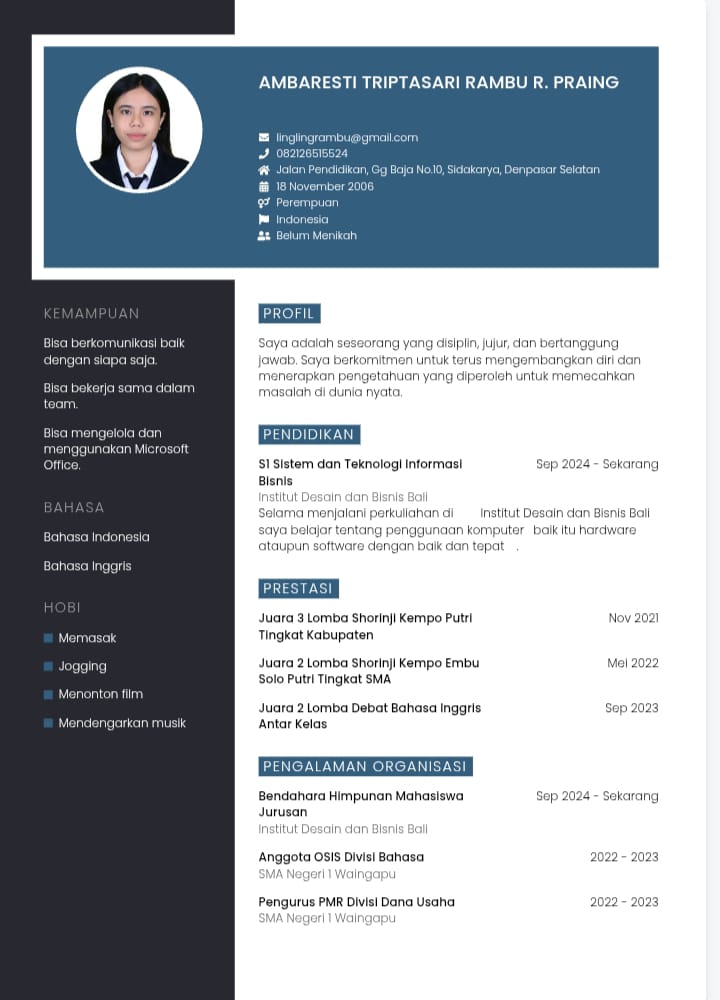 AMBARESTI TRIPTASARI RAMBU R. PRAING
linglingrambu@gmail.com
082126515524
Jalan Pendidikan, Gg Baja No.10, Sidakarya, Denpasar Selatan
18 November 2006
Perempuan
Indonesia
Belum Menikah
KEMAMPUAN
Bisa berkomunikasi baik
dengan siapa saja.
Bisa bekerja sama dalam
team.
Bisa mengelola dan
menggunakan Microsoft
Office.
BAHASA
Bahasa Indonesia
Bahasa Inggris
HOBI
Memasak
Jogging
Menonton film
Mendengarkan musik
PROFIL
Saya adalah seseorang yang disiplin, jujur, dan bertanggung
jawab. Saya berkomitmen untuk terus mengembangkan diri dan
menerapkan pengetahuan yang diperoleh untuk memecahkan
masalah di dunia nyata.
PENDIDIKAN
S1 Sistem dan Teknologi Informasi Sep 2024 - Sekarang
Bisnis
Institut Desain dan Bisnis Bali
Selama menjalani perkuliahan di Institut Desain dan Bisnis Bali
saya belajar tentang penggunaan komputer baik itu hardware
ataupun software dengan baik dan tepat .
PRESTASI
Juara 3 Lomba Shorinji Kempo Putri Nov 2021
Tingkat Kabupaten
Juara 2 Lomba Shorinji Kempo Embu Mei 2022
Solo Putri Tingkat SMA
Juara 2 Lomba Debat Bahasa Inggris Sep 2023
Antar Kelas
PENGALAMAN ORGANISASI
Bendahara Himpunan Mahasiswa Sep 2024 - Sekarang
Jurusan
Institut Desain dan Bisnis Bali
Anggota OSIS Divisi Bahasa 2022 - 2023
SMA Negeri 1 Waingapu
Pengurus PMR Divisi Dana Usaha 2022 - 2023
SMA Negeri 1 Waingapu